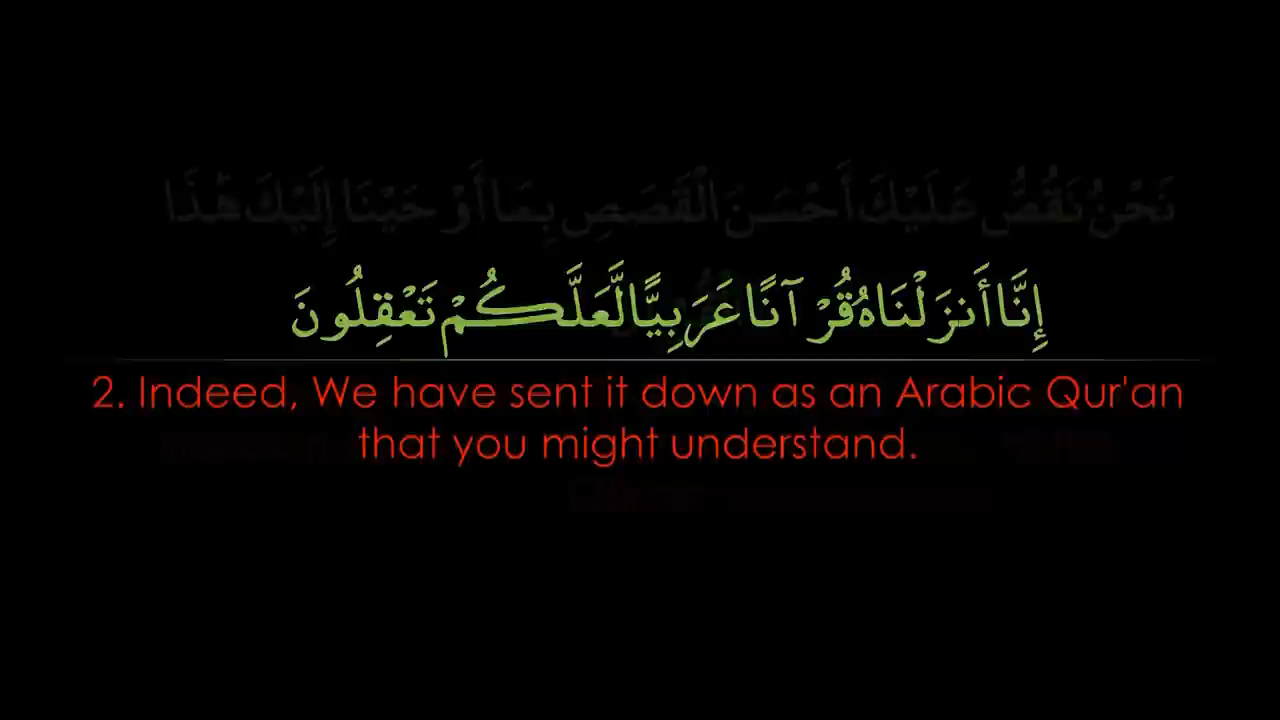 نَحْنُ نَقُصُّ عَلَيْكَ أَحْسَنَ الْقَصَصِ بِمَا أَوْحَيْنَا إِلَيْكَ هَٰذَا
إِنَّا أَنزَلْنَاهُ قُرْآنًا عَرَبِيًّا لَّعَلَّكُمْ تَعْقِلُونَ
2. Indeed, We have sent it down as an Arabic Qur'an
that you might understand.